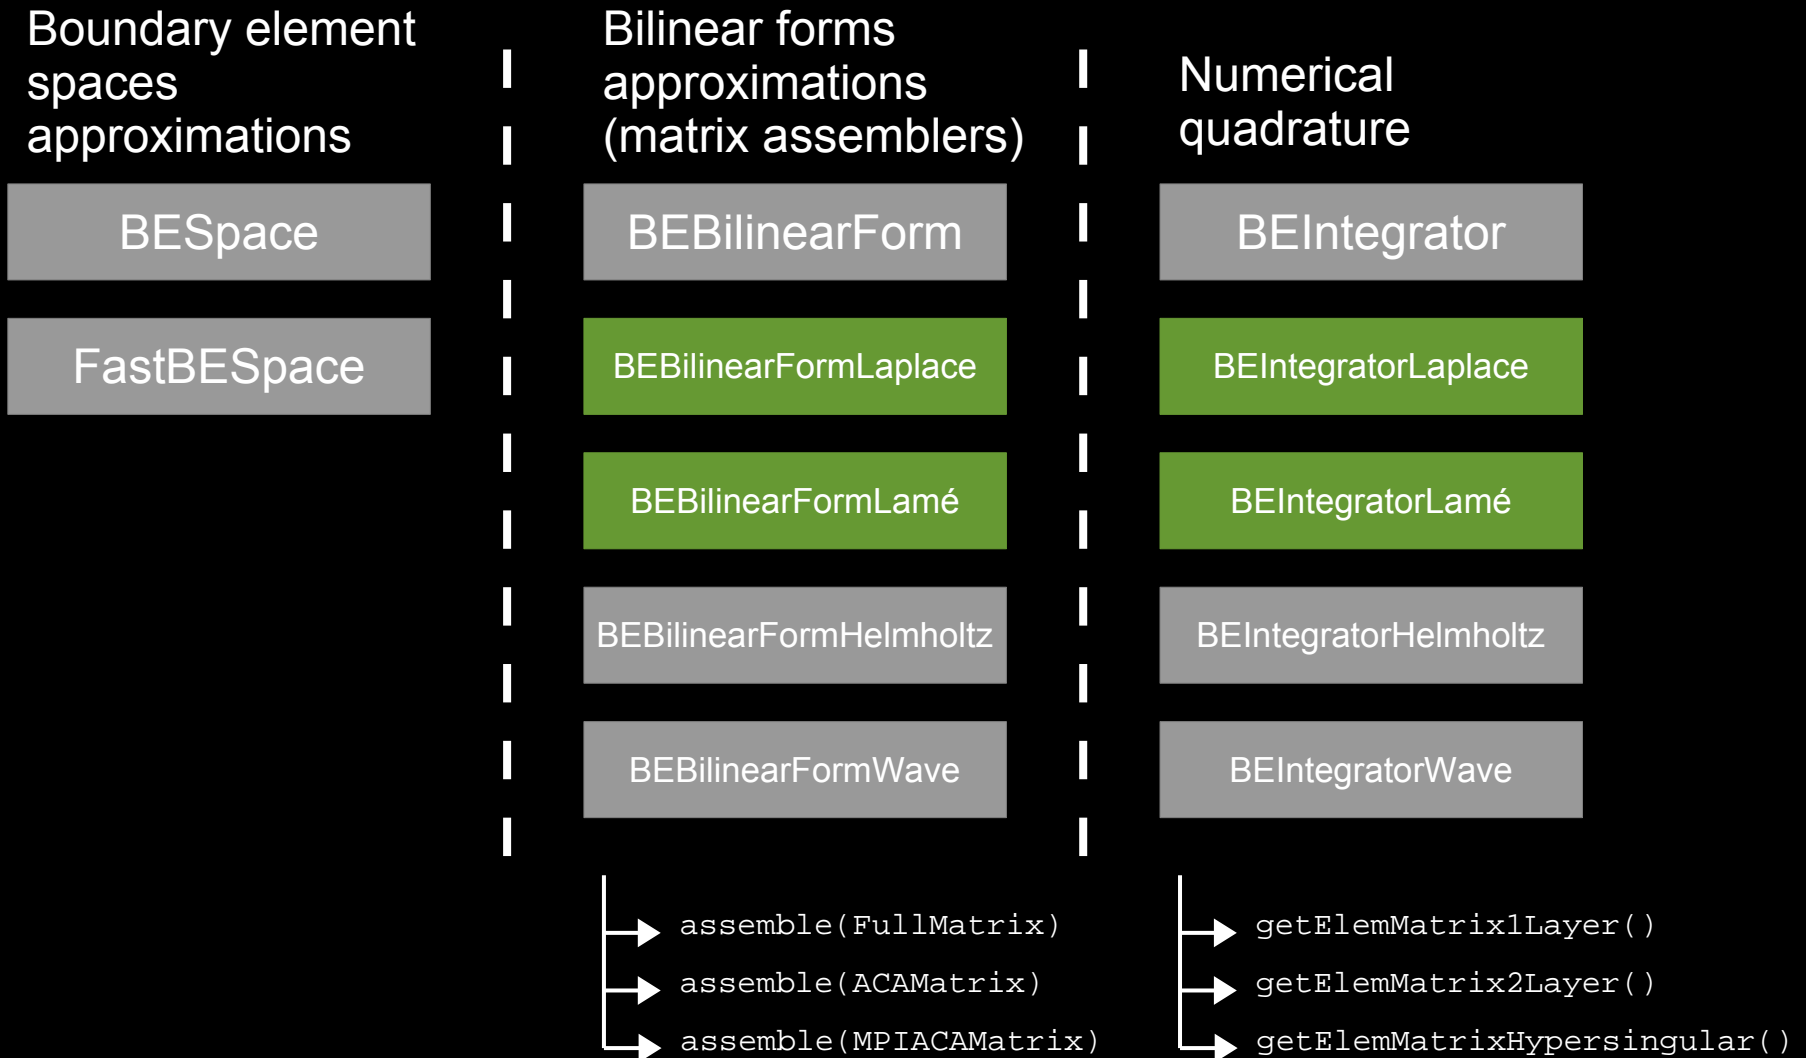 Boundary element
spaces
approximations
BESpace
FastBESpace
Bilinear forms
approximations
(matrix assemblers)
BEBilinearForm
BEBilinearFormLaplace
BEBilinearFormLamé
BEBilinearFormHelmholtz
BEBilinearFormWave
assemble(FullMatrix)
assemble(ACAMatrix)
assemble(MPIACAMatrix)
Numerical
quadrature
BEIntegrator
BEIntegratorLaplace
BEIntegratorLamé
BEIntegratorHelmholtz
BEIntegratorWave
getElemMatrix1Layer()
getElemMatrix2Layer()
getElemMatrixHypersingular()